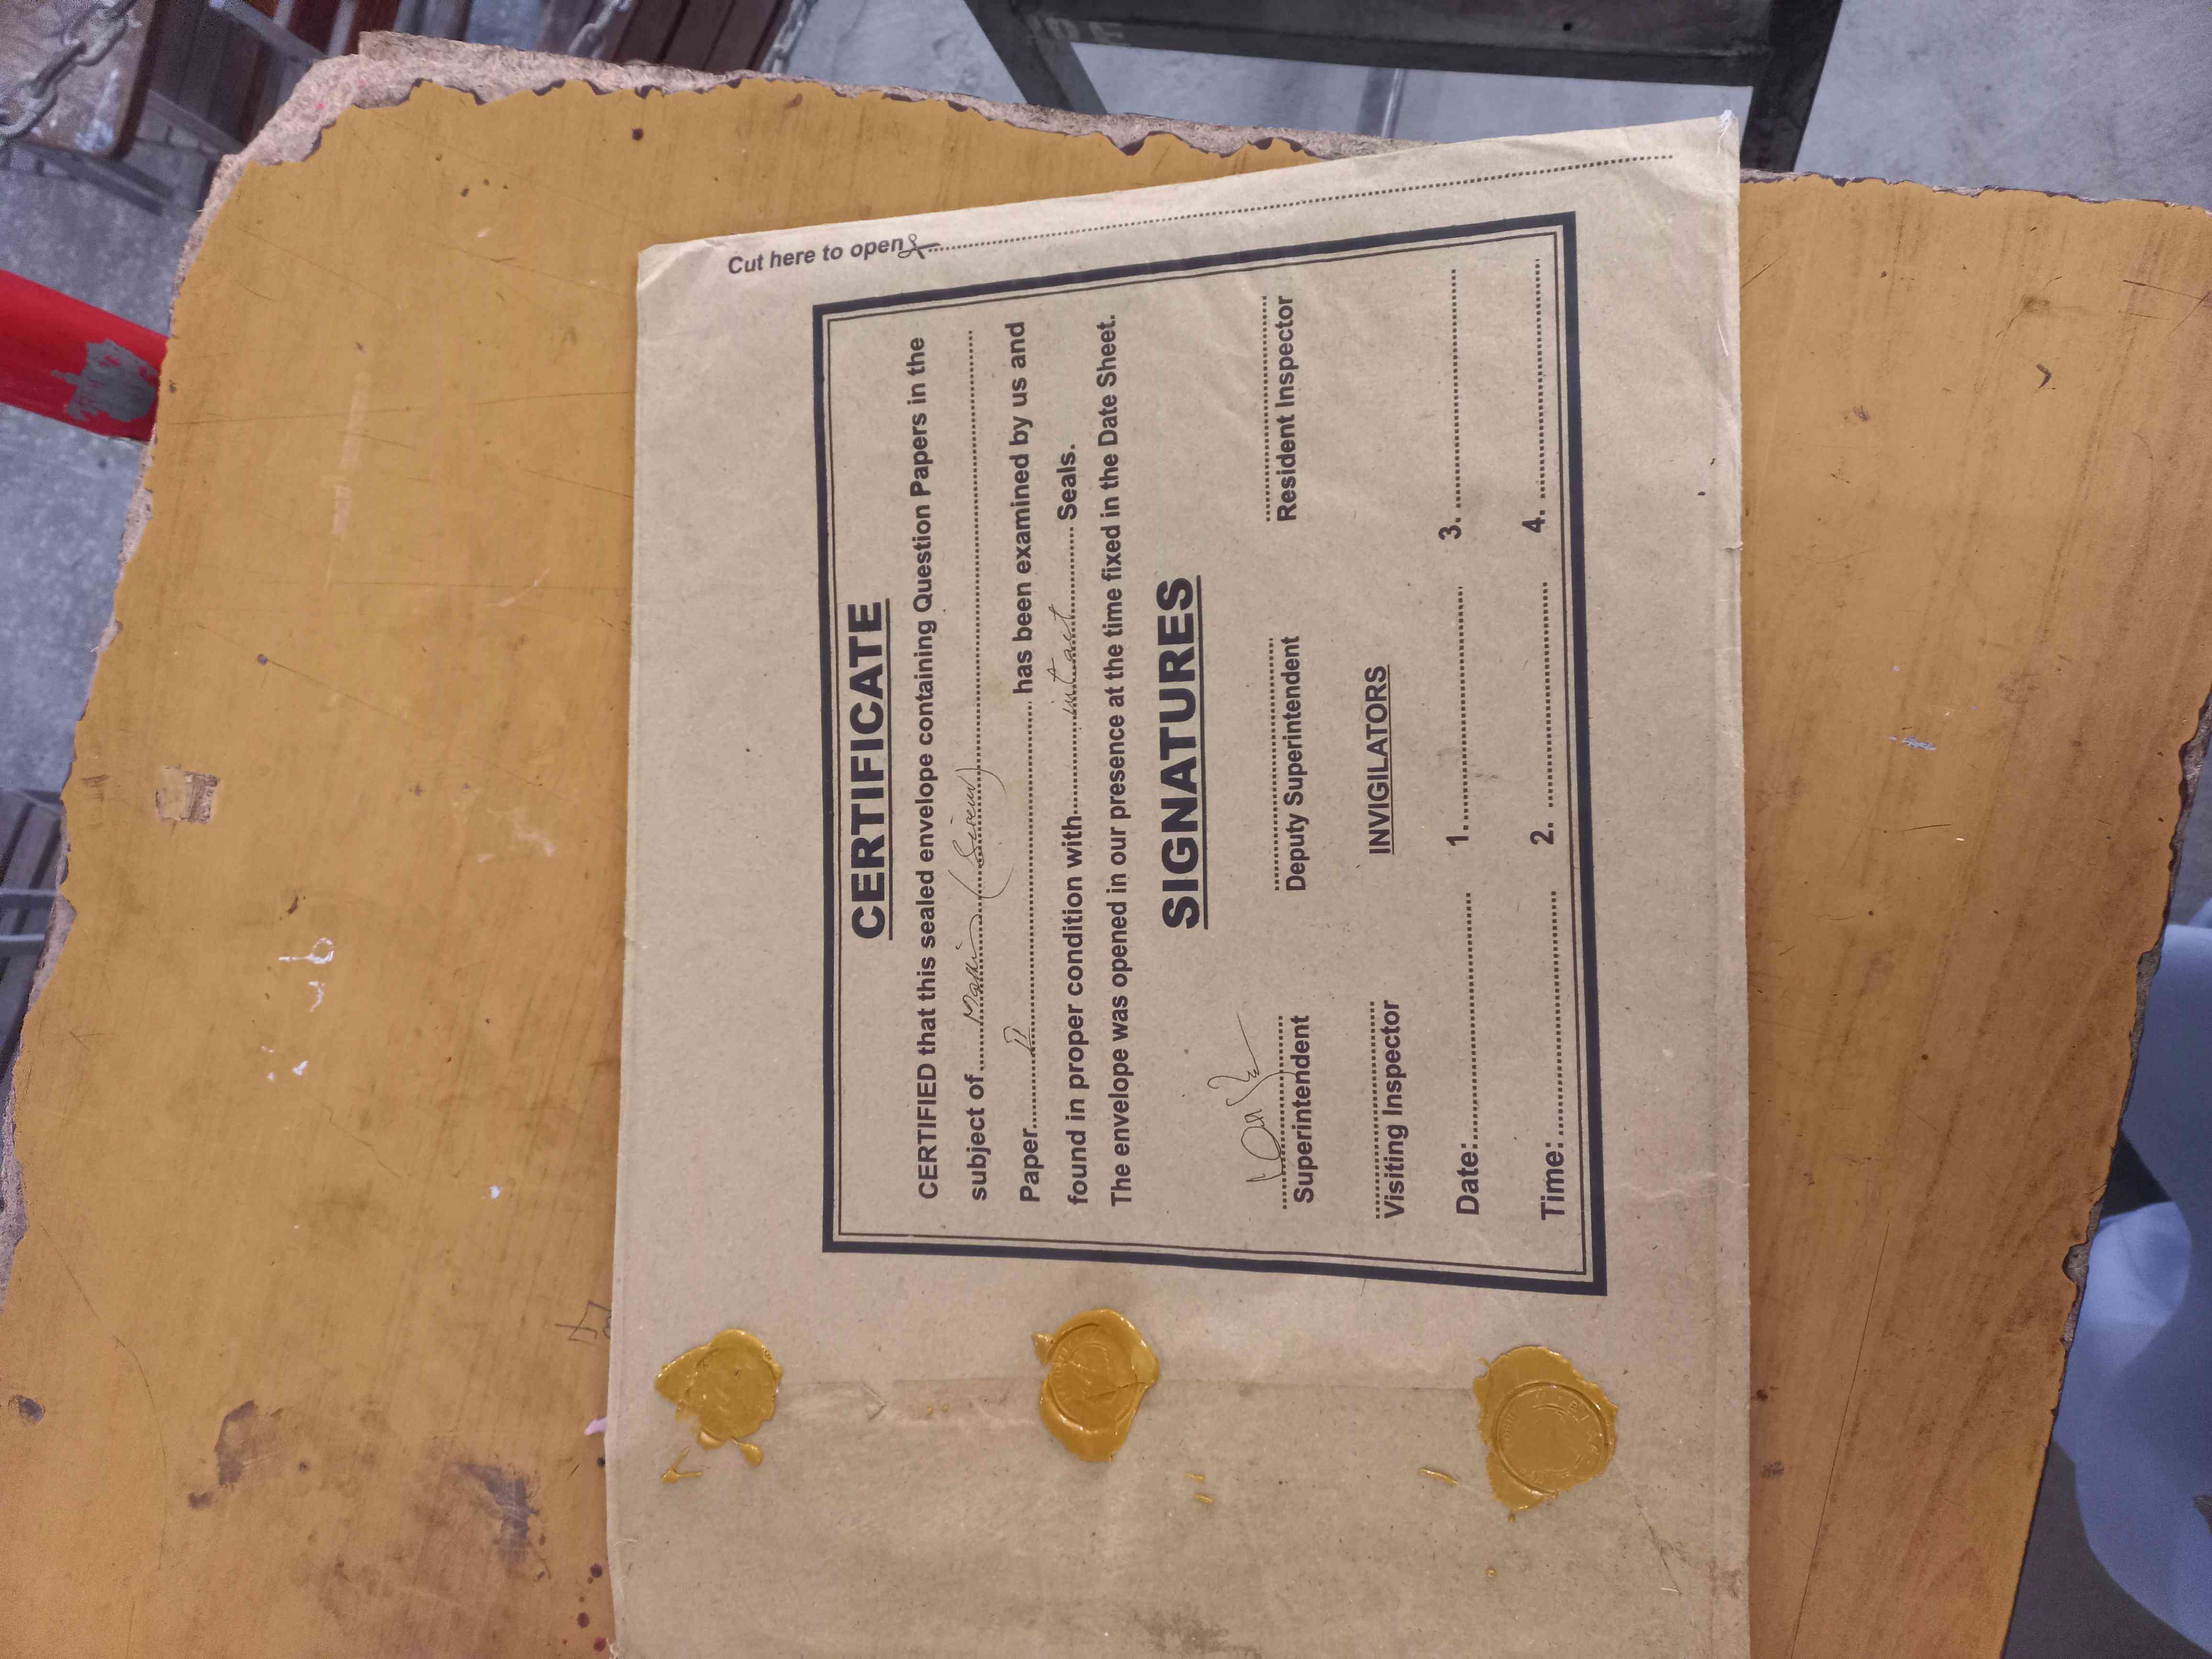 Cut here to open
CERTIFICATE
CERTIFIED that this sealed envelope containing Question Papers in the
subject of ..... Maths (Science) .....
Paper..... II ..... has been examined by us and
found in proper condition with..... intact ..... Seals.
The envelope was opened in our presence at the time fixed in the Date Sheet.
SIGNATURES
Superintendent Deputy Superintendent Resident Inspector
Visiting Inspector INVIGILATORS
Date:..... 1...... 3. .....
Time: ..... 2. ..... 4. .....